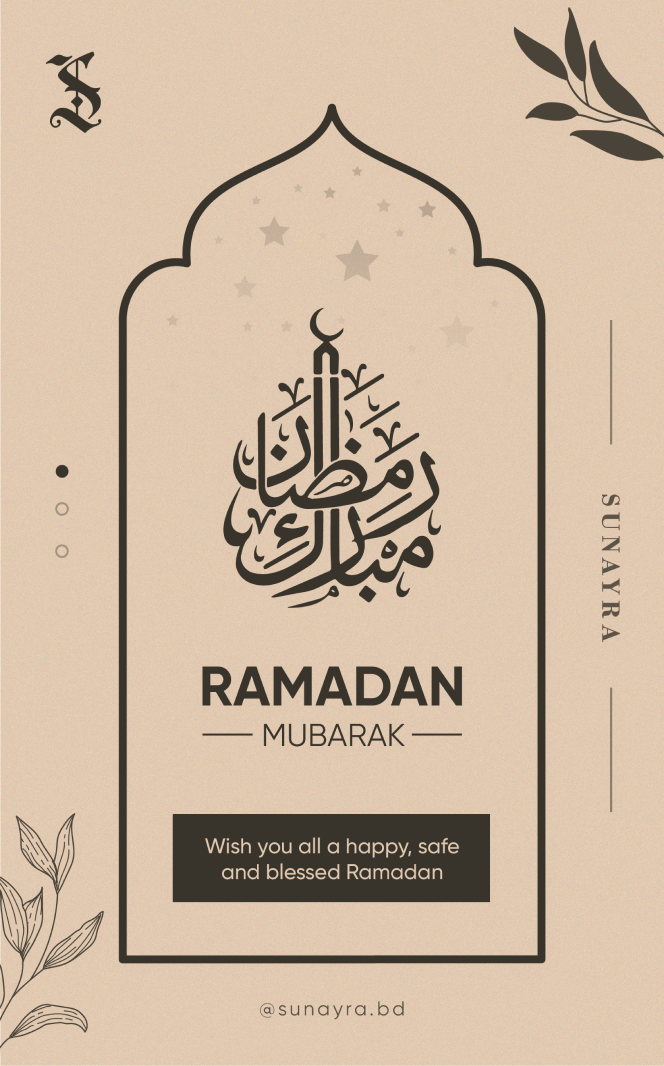 S
رمضان
مبارك
RAMADAN
MUBARAK
Wish you all a happy, safe
and blessed Ramadan
SUNAYRA
@sunayra.bd